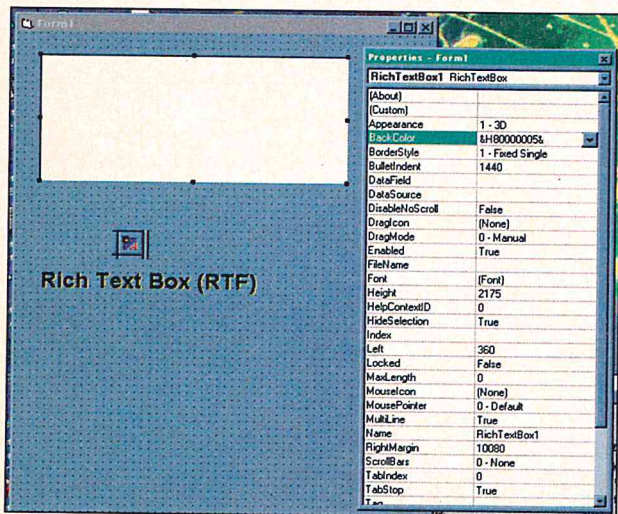 Form1
Rich Text Box (RTF)
Properties - Form1
RichTextBox1 RichTextBox
(About)
(Custom)
Appearance 1 - 3D
BackColor &H80000005&
BorderStyle 1 - Fixed Single
BulletIndent 1440
DataField
DataSource
DisableNoScroll False
DragIcon (None)
DragMode 0 - Manual
Enabled True
FileName
Font (Font)
Height 2175
HelpContextID 0
HideSelection True
Index
Left 360
Locked False
MaxLength 0
MouseIcon (None)
MousePointer 0 - Default
MultiLine True
Name RichTextBox1
RightMargin 10080
ScrollBars 0 - None
TabIndex 0
TabStop True
Tag